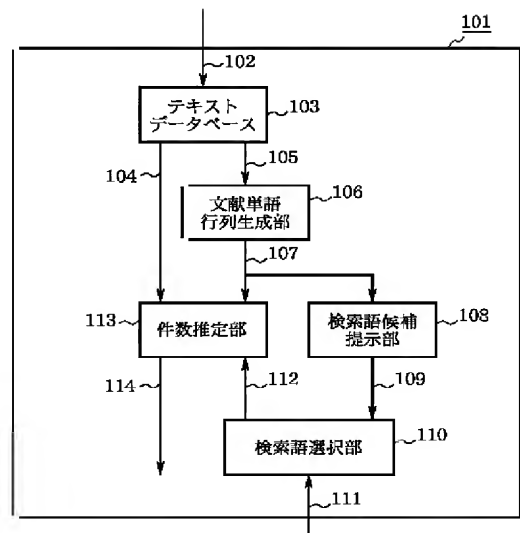 101
102
テキスト
データベース
103
104
105
文献単語
行列生成部
106
107
113
件数推定部
検索語候補
提示部
108
114
112
109
検索語選択部
110
111